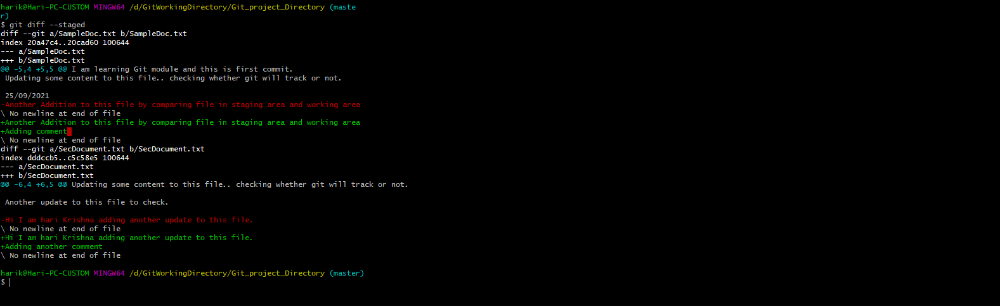 harik@Hari-PC-CUSTOM MINGW64 /d/GitWorkingDirectory/Git_project_Directory (maste
r)
$ git diff --staged
diff --git a/SampleDoc.txt b/SampleDoc.txt
index 20a47c4..20cad60 100644
--- a/SampleDoc.txt
+++ b/SampleDoc.txt
@@ -5,4 +5,5 @@ I am learning Git module and this is first commit.
 Updating some content to this file.. checking whether git will track or not.

 25/09/2021
-Another Addition to this file by comparing file in staging area and working area
\ No newline at end of file
+Another Addition to this file by comparing file in staging area and working area
+Adding comment
\ No newline at end of file
diff --git a/SecDocument.txt b/SecDocument.txt
index dddccb5..c5c58e5 100644
--- a/SecDocument.txt
+++ b/SecDocument.txt
@@ -6,4 +6,5 @@ Updating some content to this file.. checking whether git will track or not.

 Another update to this file to check.

-Hi I am hari Krishna adding another update to this file.
\ No newline at end of file
+Hi I am hari Krishna adding another update to this file.
+Adding another comment
\ No newline at end of file

harik@Hari-PC-CUSTOM MINGW64 /d/GitWorkingDirectory/Git_project_Directory (master)
$